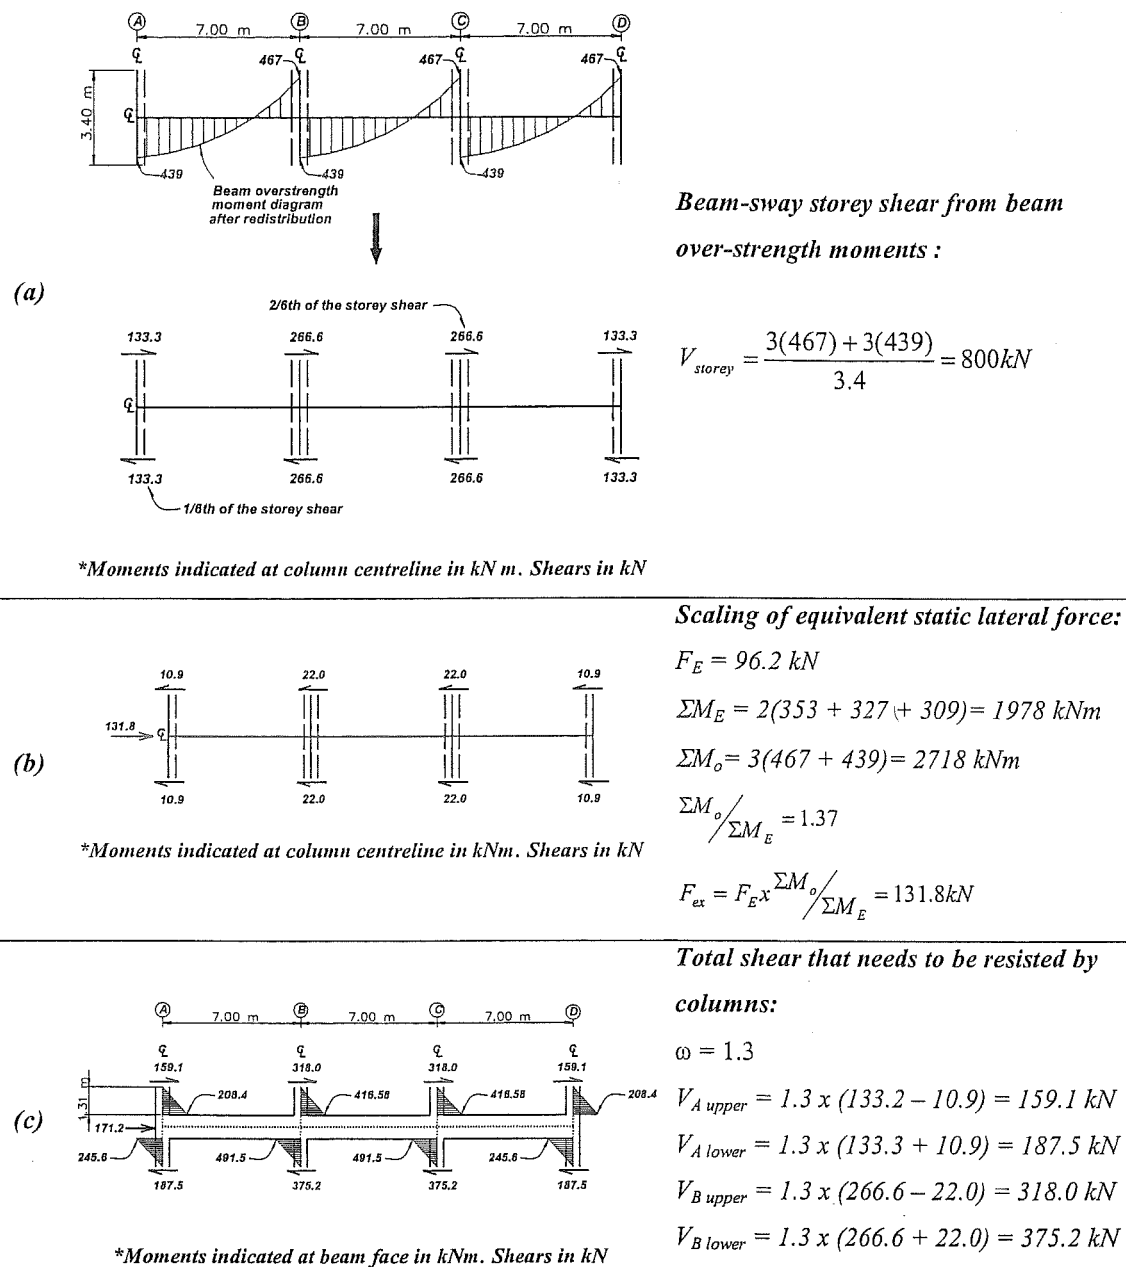 A B C D
7.00 m 7.00 m 7.00 m
℄ ℄ ℄ ℄
467 467 467
3.40 m
℄
439 439 439
Beam overstrength
moment diagram
after redistribution
(a)
2/6th of the storey shear
133.3 266.6 266.6 133.3
℄
133.3 266.6 266.6 133.3
1/6th of the storey shear
*Moments indicated at column centreline in kN m. Shears in kN
Beam-sway storey shear from beam
over-strength moments :
V_storey = (3(467) + 3(439))/3.4 = 800kN
10.9 22.0 22.0 10.9
131.8 ℄
(b)
10.9 22.0 22.0 10.9
*Moments indicated at column centreline in kNm. Shears in kN
Scaling of equivalent static lateral force:
F_E = 96.2 kN
ΣM_E = 2(353 + 327 + 309)= 1978 kNm
ΣM_o= 3(467 + 439)= 2718 kNm
ΣM_o/ΣM_E = 1.37
F_ex = F_E x ΣM_o/ΣM_E = 131.8kN
A B C D
7.00 m 7.00 m 7.00 m
℄ ℄ ℄ ℄
159.1 318.0 318.0 159.1
1.31 m
208.4 416.58 416.58 208.4
(c)
171.2
245.6 491.5 491.5 245.6
187.5 375.2 375.2 187.5
*Moments indicated at beam face in kNm. Shears in kN
Total shear that needs to be resisted by
columns:
ω = 1.3
V_A upper = 1.3 x (133.2 – 10.9) = 159.1 kN
V_A lower = 1.3 x (133.3 + 10.9) = 187.5 kN
V_B upper = 1.3 x (266.6 – 22.0) = 318.0 kN
V_B lower = 1.3 x (266.6 + 22.0) = 375.2 kN